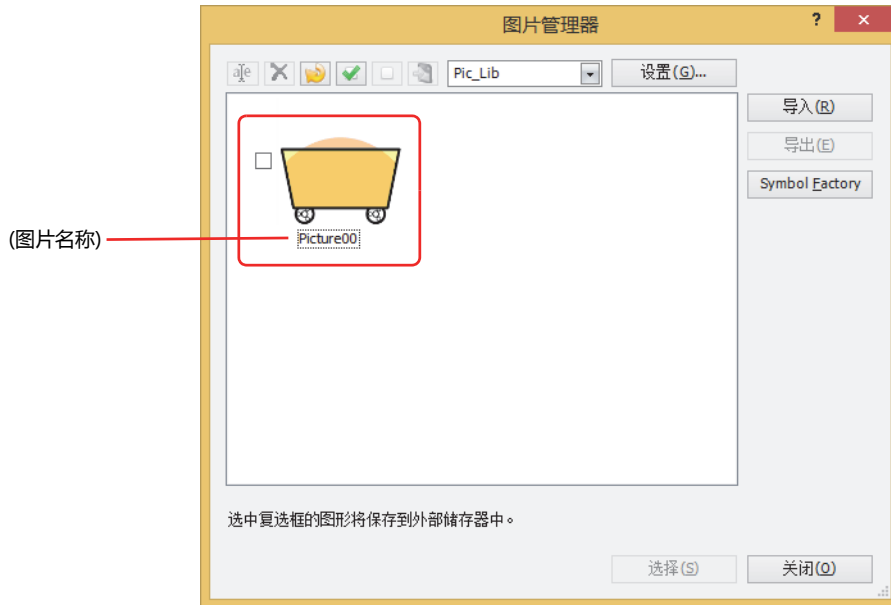 图片管理器
?
×
a|e
Pic_Lib
设置(G)...
导入(R)
导出(E)
Symbol Factory
(图片名称)
Picture00
选中复选框的图形将保存到外部储存器中。
选择(S)
关闭(O)